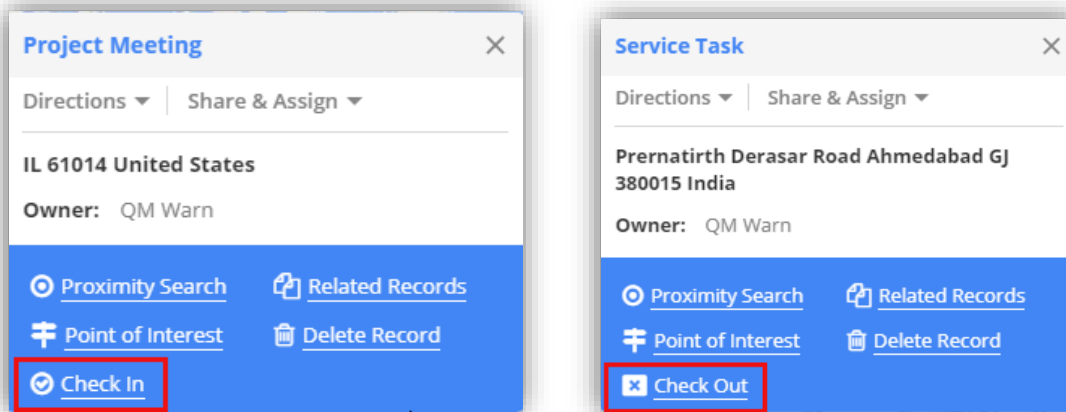 Project Meeting
Directions
Share & Assign
IL 61014 United States
Owner: QM Warn
Proximity Search
Related Records
Point of Interest
Delete Record
Check In
Service Task
Directions
Share & Assign
Prernatirth Derasar Road Ahmedabad GJ
380015 India
Owner: QM Warn
Proximity Search
Related Records
Point of Interest
Delete Record
Check Out